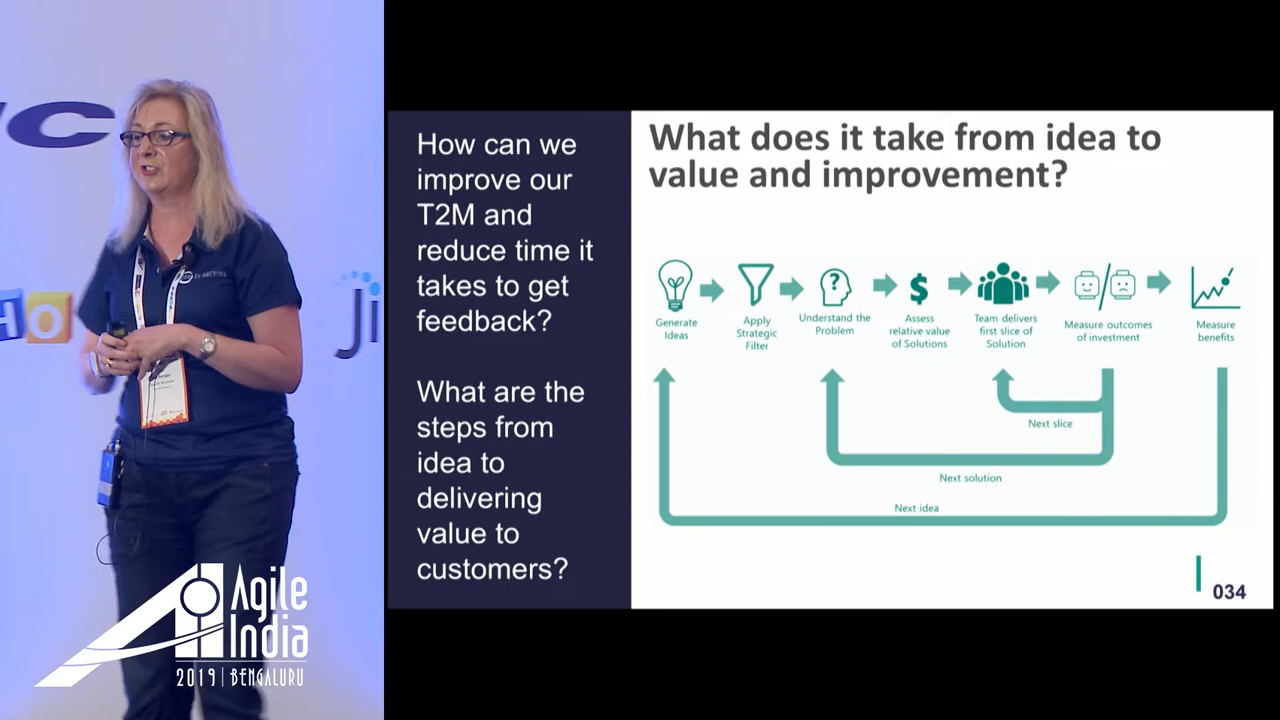 How can we
improve our
T2M and
reduce time it
takes to get
feedback?
What are the
steps from
idea to
delivering
value to
customers?
What does it take from idea to
value and improvement?
Generate
Ideas
Apply
Strategic
Filter
Understand the
Problem
Assess
relative value
of Solutions
Team delivers
first slice of
Solution
Measure outcomes
of investment
Measure
benefits
$
Next slice
Next solution
Next idea
034
Agile
India
2019 | BENGALURU